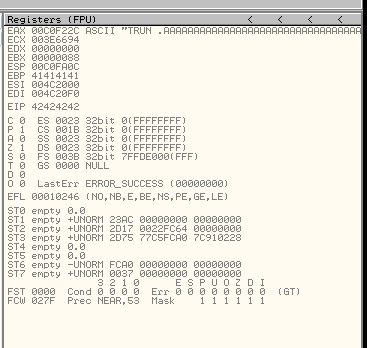 Registers (FPU) < < < <
EAX 00C0F22C ASCII "TRUN .AAAAAAAAAAAAAAAAAAAAAAAAAAAAAAAAAA
ECX 003E6694
EDX 00000000
EBX 00000088
ESP 00C0FA0C
EBP 41414141
ESI 004C2000
EDI 004C20F0
EIP 42424242
C 0 ES 0023 32bit 0(FFFFFFFF)
P 1 CS 001B 32bit 0(FFFFFFFF)
A 0 SS 0023 32bit 0(FFFFFFFF)
Z 1 DS 0023 32bit 0(FFFFFFFF)
S 0 FS 003B 32bit 7FFDE000(FFF)
T 0 GS 0000 NULL
D 0
O 0 LastErr ERROR_SUCCESS (00000000)
EFL 00010246 (NO,NB,E,BE,NS,PE,GE,LE)
ST0 empty 0.0
ST1 empty +UNORM 23AC 00000000 00000000
ST2 empty +UNORM 2D17 0022FC64 00000000
ST3 empty +UNORM 2D75 77C5FCA0 7C910228
ST4 empty 0.0
ST5 empty 0.0
ST6 empty -UNORM FCA0 00000000 00000000
ST7 empty +UNORM 0037 00000000 00000000
3 2 1 0 E S P U O Z D I
FST 0000 Cond 0 0 0 0 Err 0 0 0 0 0 0 0 0 (GT)
FCW 027F Prec NEAR,53 Mask 1 1 1 1 1 1